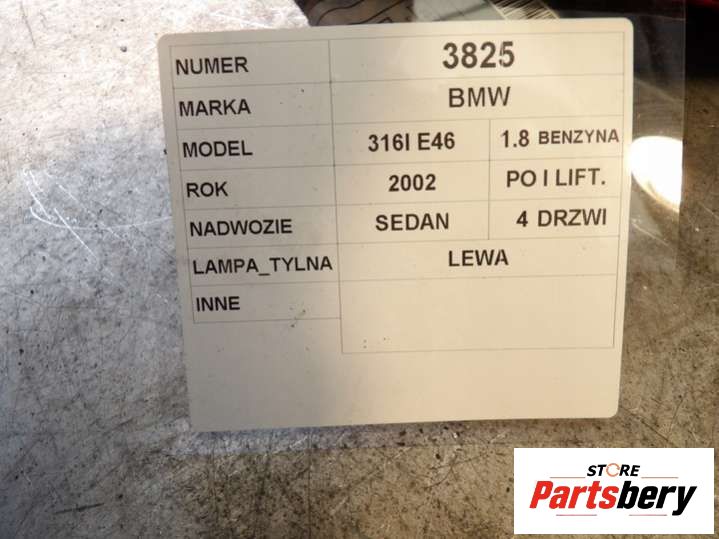 NUMER 3825
MARKA BMW
MODEL 316I E46 1.8 BENZYNA
ROK 2002 PO I LIFT.
NADWOZIE SEDAN 4 DRZWI
LAMPA_TYLNA LEWA
INNE
STORE
Partsbery